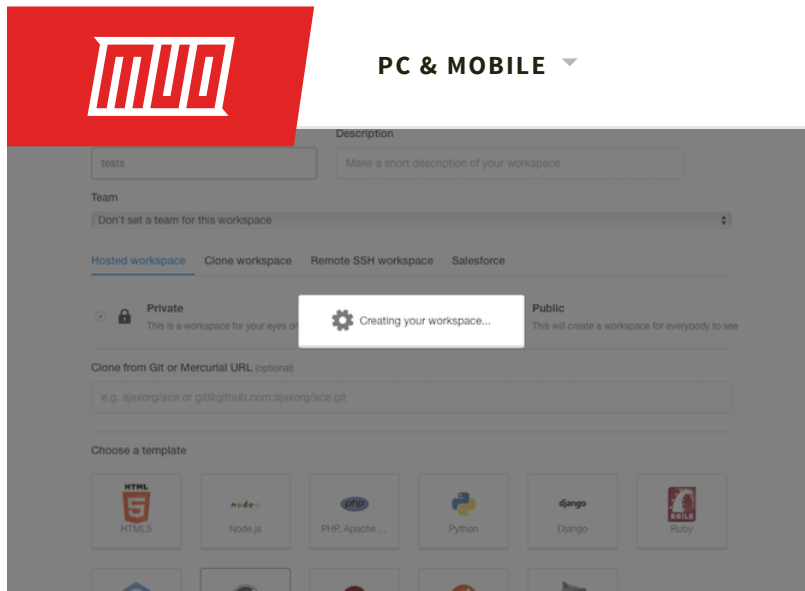 MUO
PC & MOBILE
Description
tests
Make a short description of your workspace
Team
Don't set a team for this workspace
Hosted workspace Clone workspace Remote SSH workspace Salesforce
Private
This is a workspace for your eyes on
Creating your workspace...
Public
This will create a workspace for everybody to see
Clone from Git or Mercurial URL (optional)
e.g. ajaxorg/ace or git@github.com:ajaxorg/ace.git
Choose a template
HTML
5
HTML5
node
Node.js
php
PHP, Apache ...
Python
django
Django
RAILS
Ruby